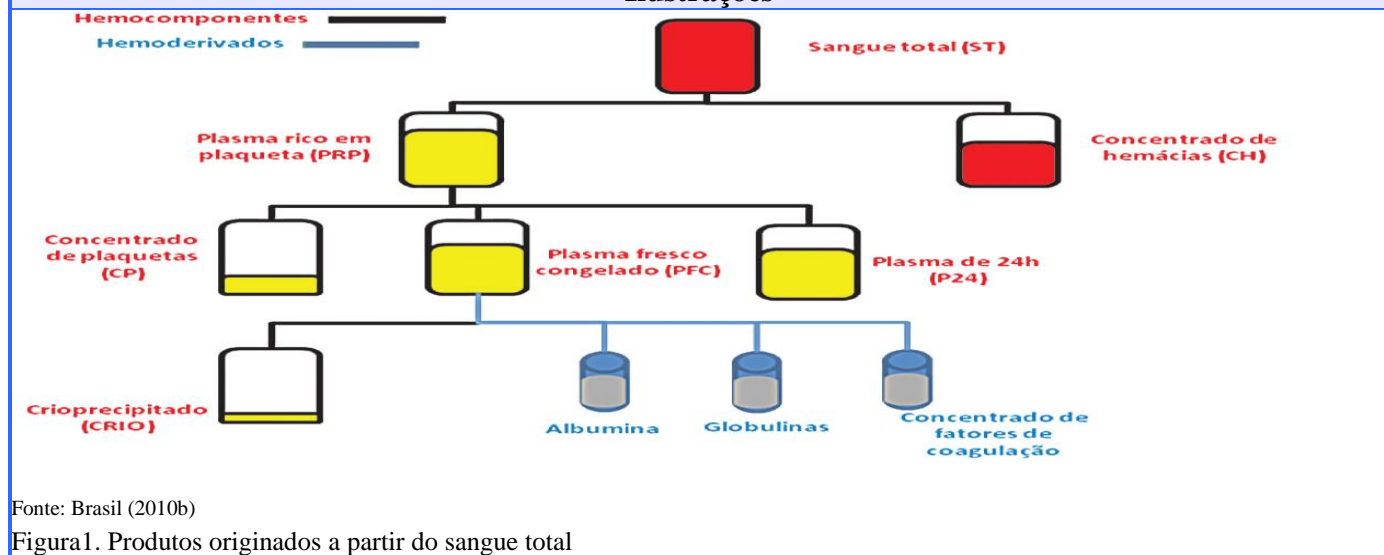 Ilustrações
Hemocomponentes
Hemoderivados
Sangue total (ST)
Plasma rico em
plaqueta (PRP)
Concentrado de
hemácias (CH)
Concentrado
de plaquetas
(CP)
Plasma fresco
congelado (PFC)
Plasma de 24h
(P24)
Crioprecipitado
(CRIO)
Albumina
Globulinas
Concentrado de
fatores de
coagulação
Fonte: Brasil (2010b)
Figura1. Produtos originados a partir do sangue total